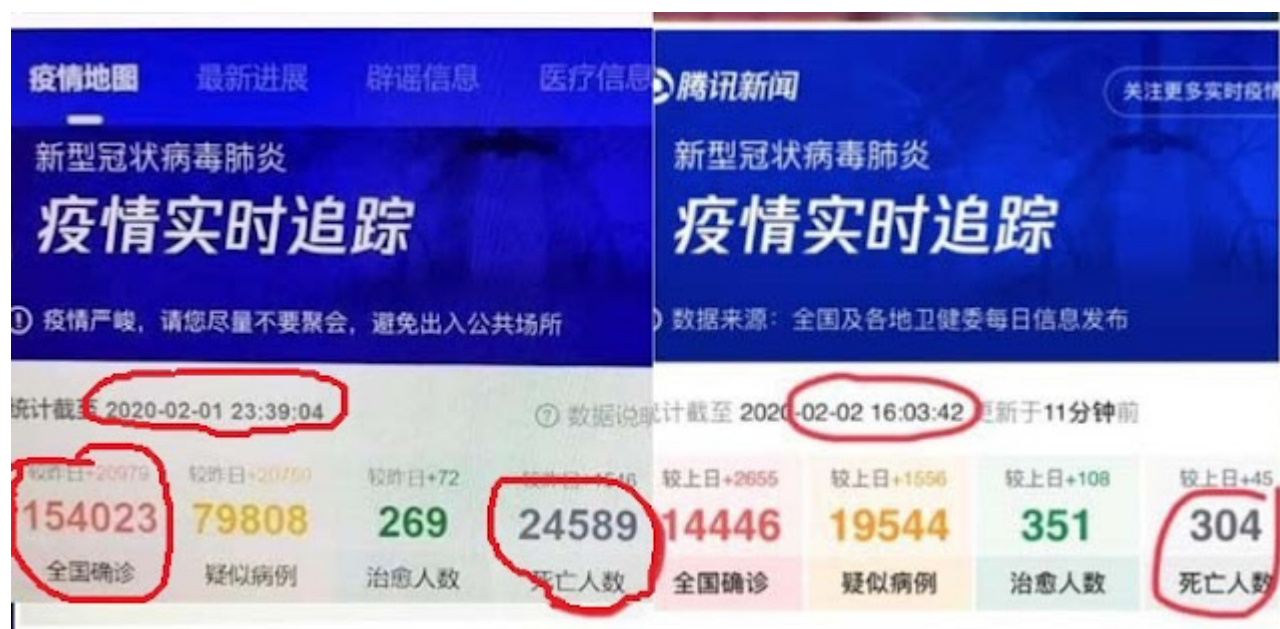 疫情地图 最新进展 辟谣信息 医疗信息
新型冠状病毒肺炎
疫情实时追踪
疫情严峻，请您尽量不要聚会，避免出入公共场所
统计截至 2020-02-01 23:39:04 数据说
较昨日+20979 较昨日+20760 较昨日+72
154023 79808 269 24589
全国确诊 疑似病例 治愈人数 死亡人数
腾讯新闻 关注更多实时疫情
新型冠状病毒肺炎
疫情实时追踪
数据来源：全国及各地卫健委每日信息发布
计截至 2020-02-02 16:03:42 更新于11分钟前
较上日+2655 较上日+1556 较上日+108 较上日+45
14446 19544 351 304
全国确诊 疑似病例 治愈人数 死亡人数